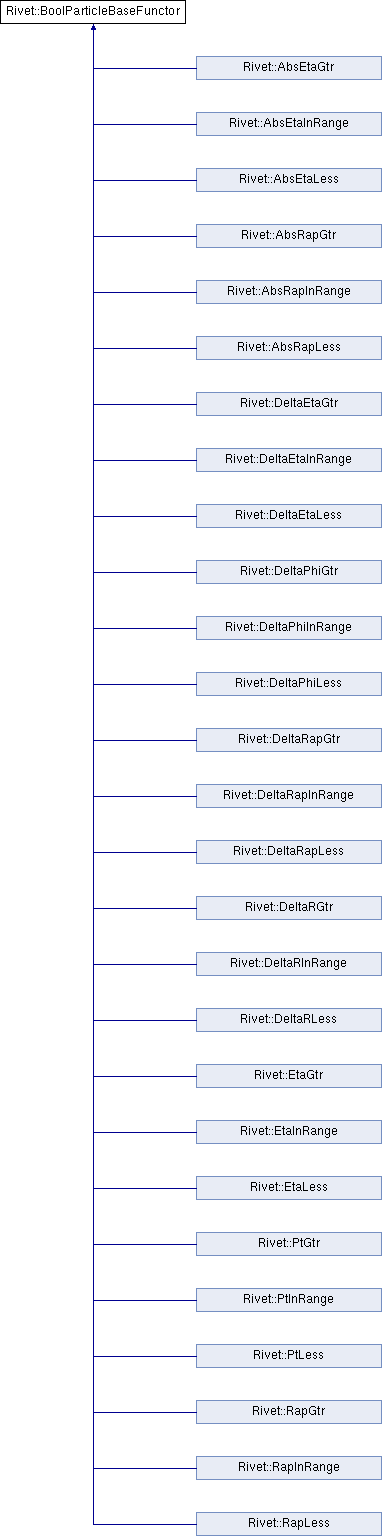 Rivet::BoolParticleBaseFunctor
Rivet::AbsEtaGtr
Rivet::AbsEtaInRange
Rivet::AbsEtaLess
Rivet::AbsRapGtr
Rivet::AbsRapInRange
Rivet::AbsRapLess
Rivet::DeltaEtaGtr
Rivet::DeltaEtaInRange
Rivet::DeltaEtaLess
Rivet::DeltaPhiGtr
Rivet::DeltaPhiInRange
Rivet::DeltaPhiLess
Rivet::DeltaRapGtr
Rivet::DeltaRapInRange
Rivet::DeltaRapLess
Rivet::DeltaRGtr
Rivet::DeltaRInRange
Rivet::DeltaRLess
Rivet::EtaGtr
Rivet::EtaInRange
Rivet::EtaLess
Rivet::PtGtr
Rivet::PtInRange
Rivet::PtLess
Rivet::RapGtr
Rivet::RapInRange
Rivet::RapLess